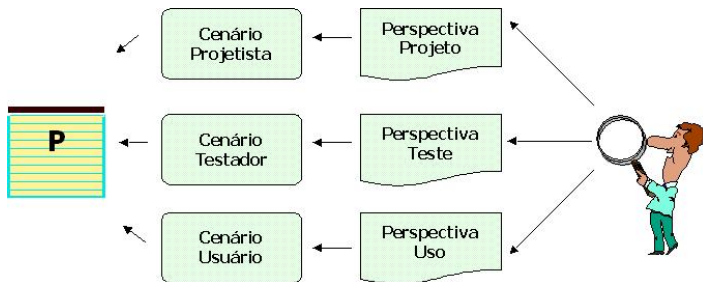 Cenário
Projetista
Perspectiva
Projeto
P
Cenário
Testador
Perspectiva
Teste
Cenário
Usuário
Perspectiva
Uso